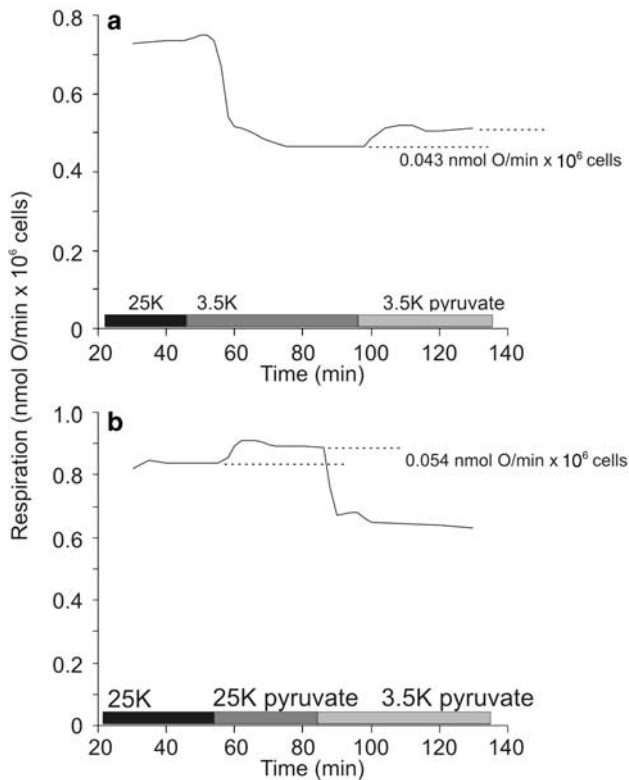 a
0.8
0.6
0.4
0.2
0
0.043 nmol O/min x 10⁶ cells
25K 3.5K 3.5K pyruvate
20 40 60 80 100 120 140
Time (min)
Respiration (nmol O/min x 10⁶ cells)
b
1.0
0.8
0.6
0.4
0.2
0
0.054 nmol O/min x 10⁶ cells
25K 25K pyruvate 3.5K pyruvate
20 40 60 80 100 120 140
Time (min)